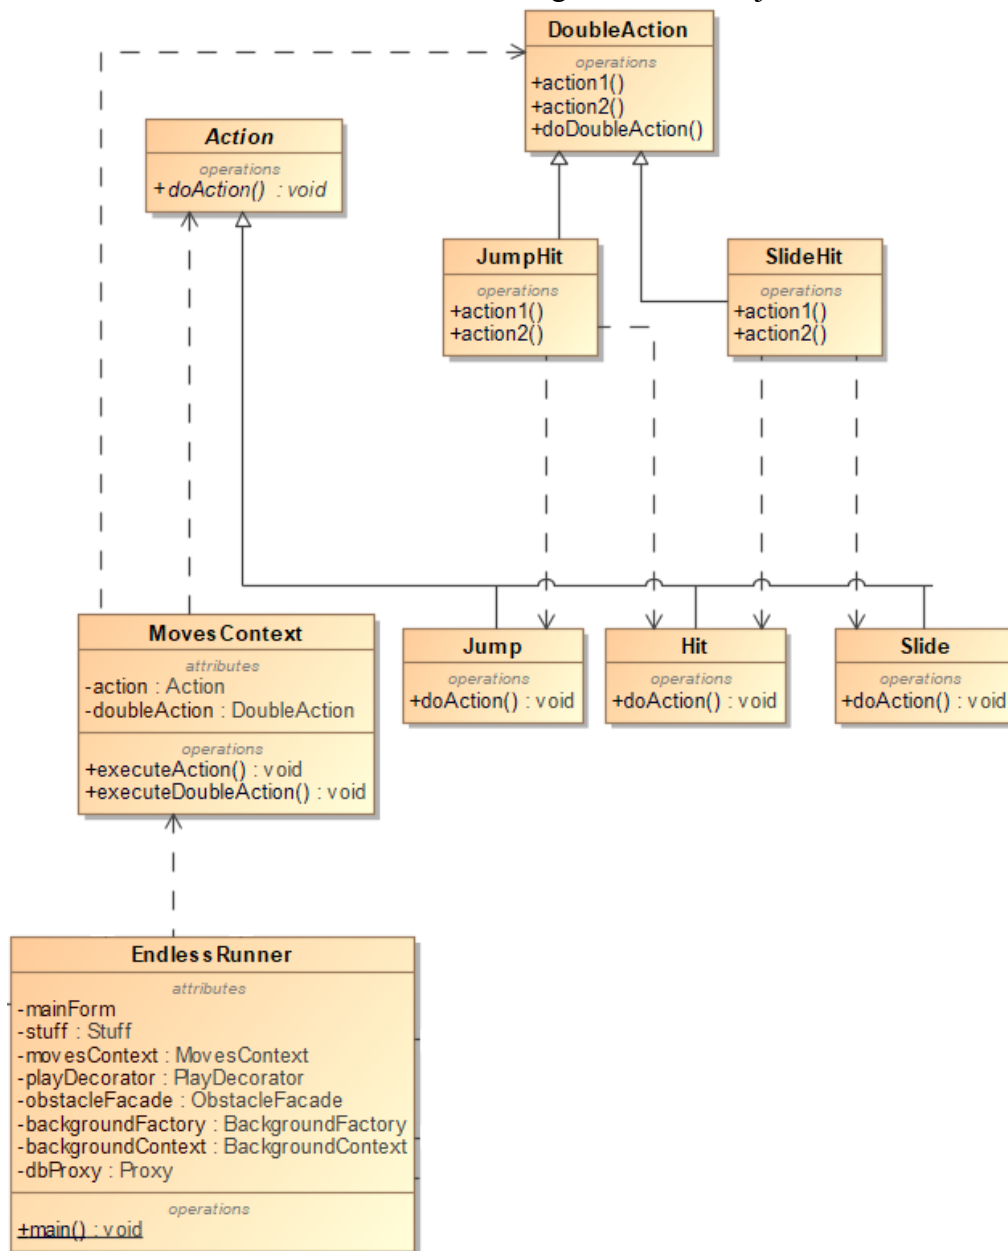 DoubleAction
operations
+action1()
+action2()
+doDoubleAction()
Action
operations
+doAction() : void
JumpHit
operations
+action1()
+action2()
SlideHit
operations
+action1()
+action2()
MovesContext
attributes
-action : Action
-doubleAction : DoubleAction
operations
+executeAction() : void
+executeDoubleAction() : void
Jump
operations
+doAction() : void
Hit
operations
+doAction() : void
Slide
operations
+doAction() : void
EndlessRunner
attributes
-mainForm
-stuff : Stuff
-movesContext : MovesContext
-playDecorator : PlayDecorator
-obstacleFacade : ObstacleFacade
-backgroundFactory : BackgroundFactory
-backgroundContext : BackgroundContext
-dbProxy : Proxy
operations
+main() : void